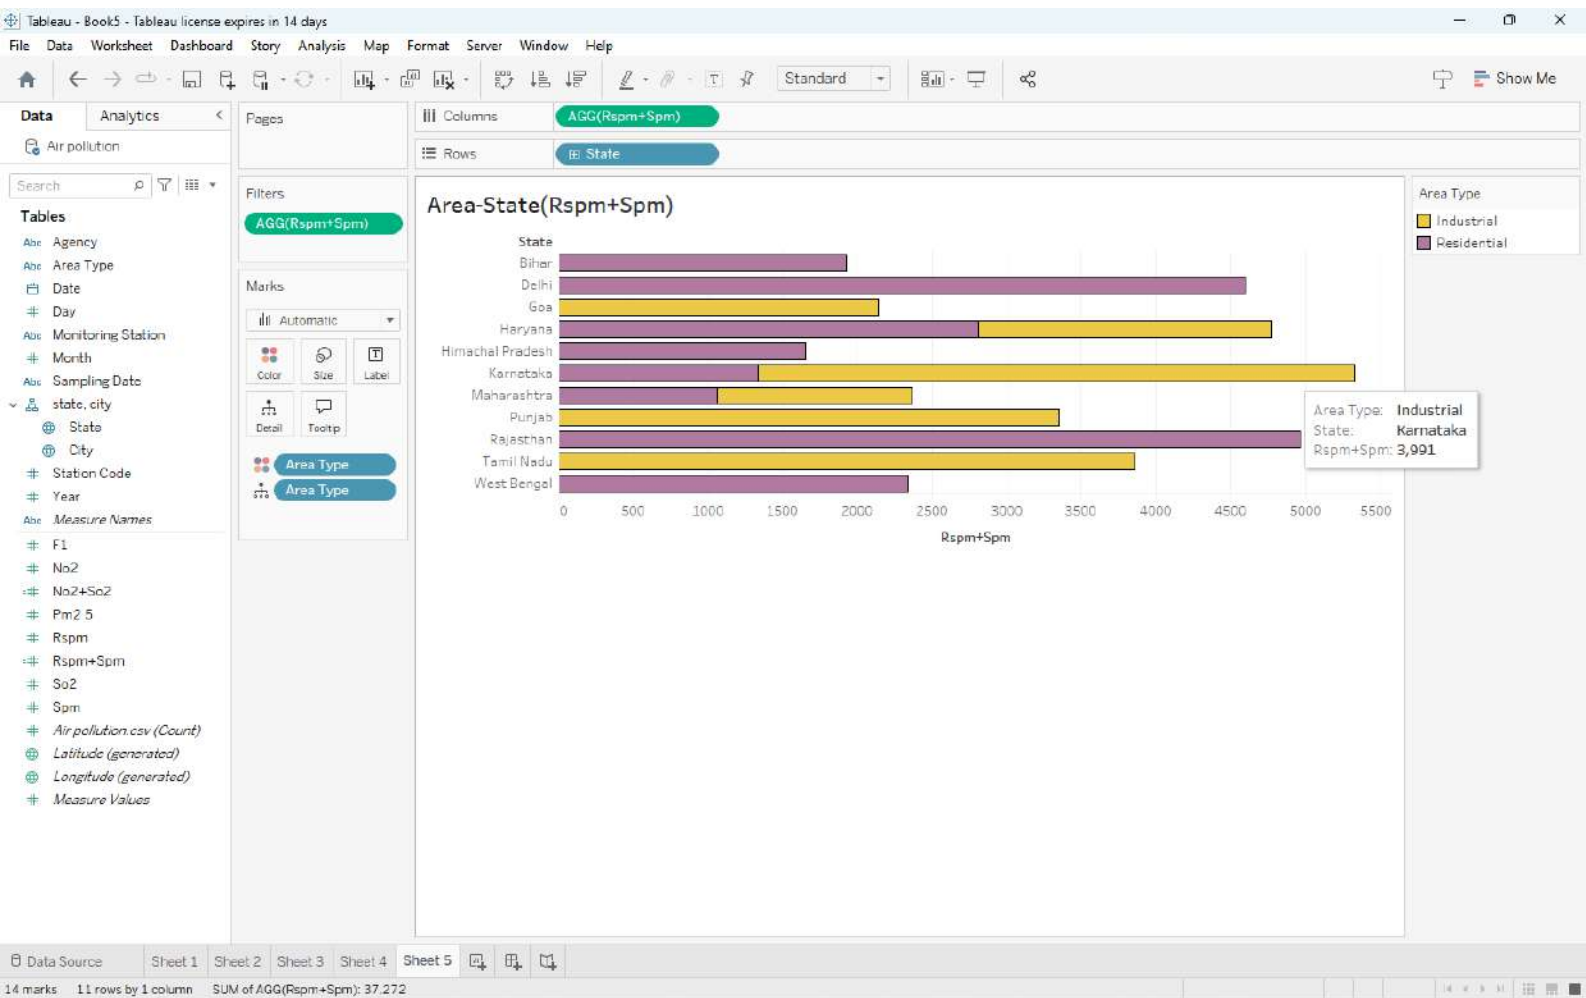 Tableau - Book5 - Tableau license expires in 14 days
File Data Worksheet Dashboard Story Analysis Map Format Server Window Help
Standard
Show Me
Data Analytics
Air pollution
Search
Tables
Abc Agency
Abc Area Type
Date
# Day
Abc Monitoring Station
# Month
Abc Sampling Date
state, city
State
City
# Station Code
# Year
Abc Measure Names
# F1
# No2
=# No2+So2
# Pm2 5
# Rspm
=# Rspm+Spm
# So2
# Spm
# Air pollution.csv (Count)
Latitude (generated)
Longitude (generated)
# Measure Values
Pages
Filters
AGG(Rspm+Spm)
Marks
Automatic
Color Size Label
Detail Tooltip
Area Type
Area Type
Columns AGG(Rspm+Spm)
Rows State
Area-State(Rspm+Spm)
State
Bihar
Delhi
Goa
Haryana
Himachal Pradesh
Karnataka
Maharashtra
Punjab
Rajasthan
Tamil Nadu
West Bengal
0 500 1000 1500 2000 2500 3000 3500 4000 4500 5000 5500
Rspm+Spm
Area Type: Industrial
State: Karnataka
Rspm+Spm: 3,991
Area Type
Industrial
Residential
Data Source Sheet 1 Sheet 2 Sheet 3 Sheet 4 Sheet 5
14 marks 11 rows by 1 column SUM of AGG(Rspm+Spm): 37,272